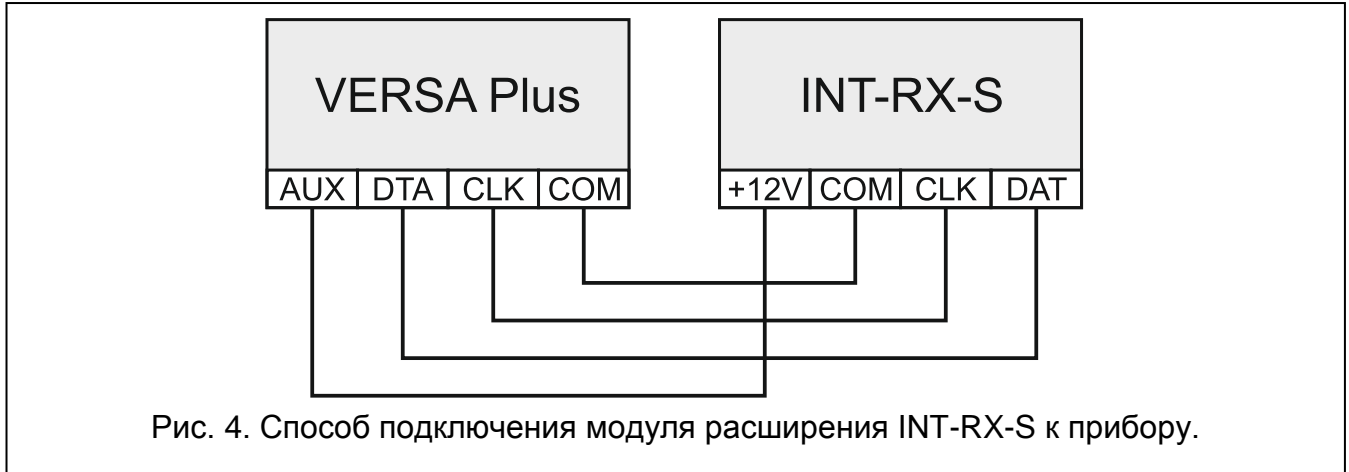 VERSA Plus
INT-RX-S
AUX DTA CLK COM
+12V COM CLK DAT
Рис. 4. Способ подключения модуля расширения INT-RX-S к прибору.